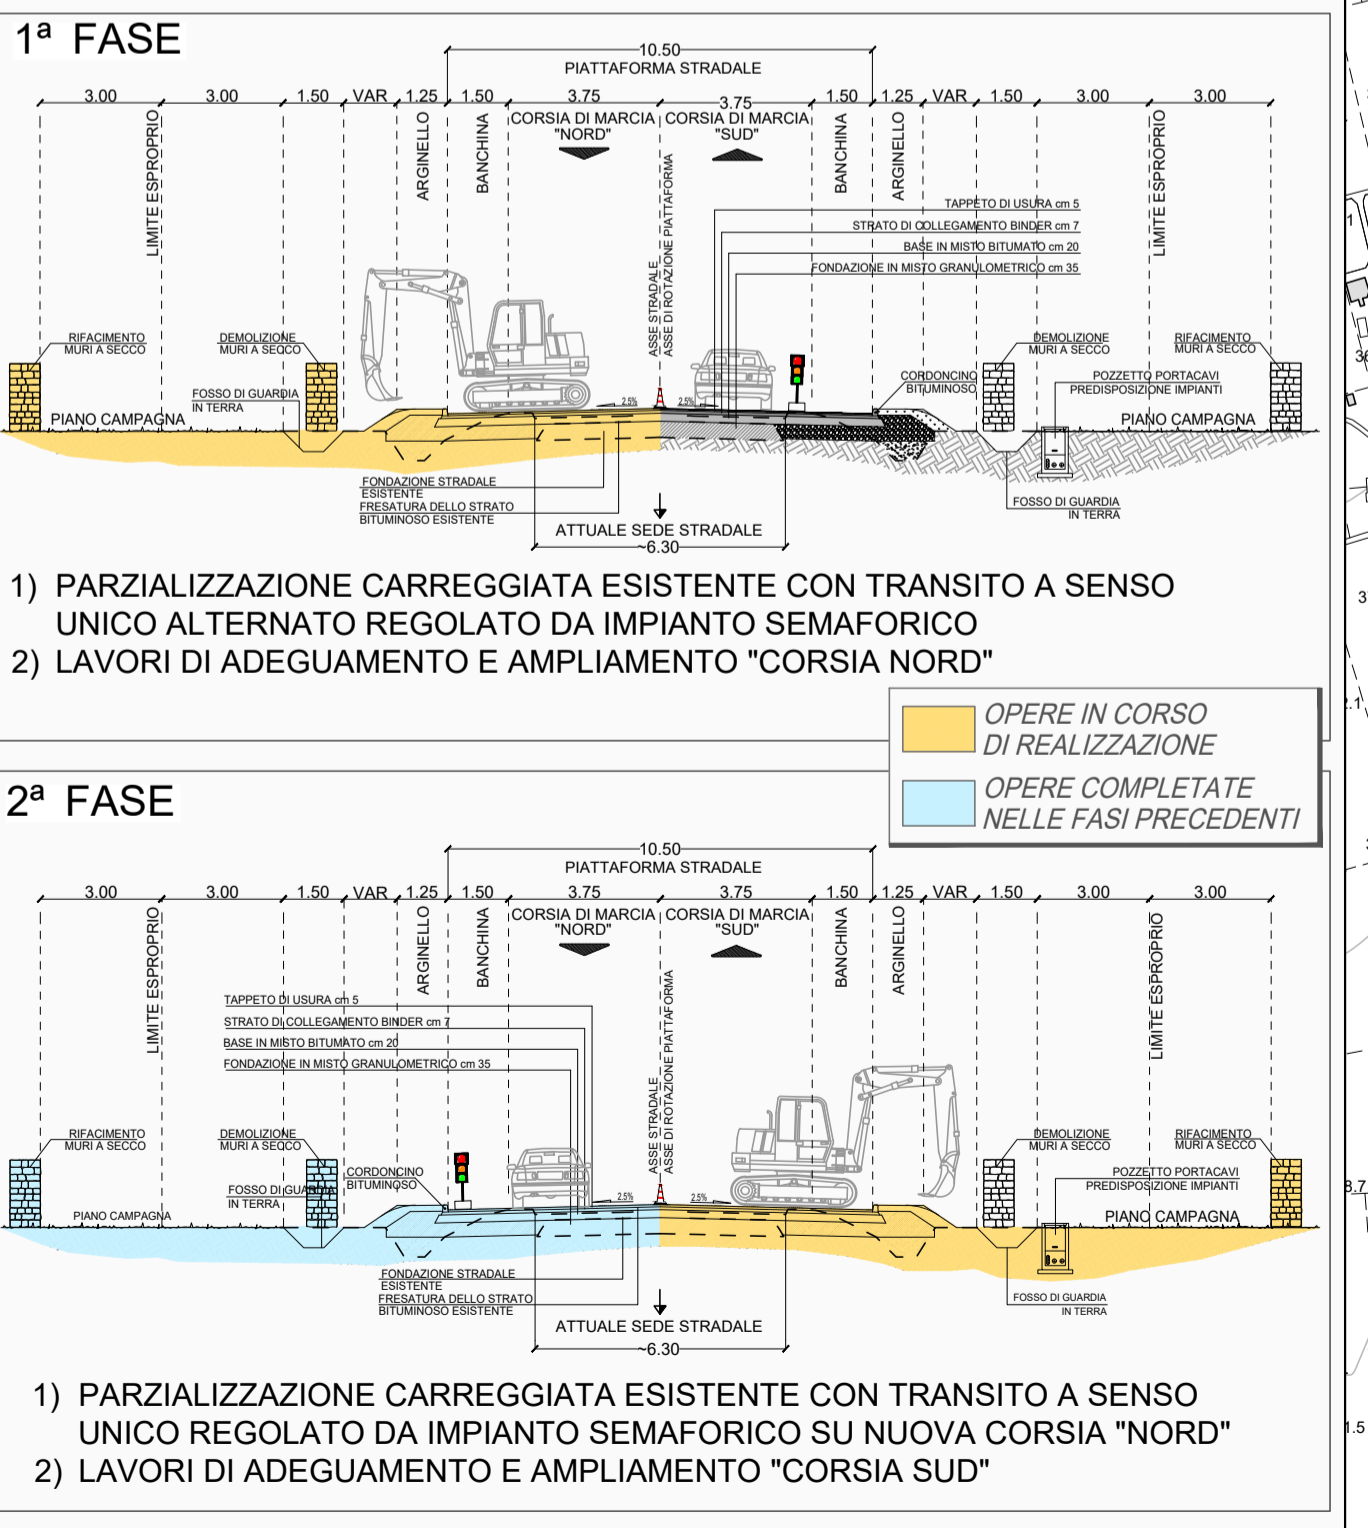 1ª FASE
10.50
PIATTAFORMA STRADALE
3.00 3.00 1.50 VAR 1.25 1.50 3.75 3.75 1.50 1.25 VAR 1.50 3.00 3.00
LIMITE ESPROPRIO
ARGINELLO
BANCHINA
CORSIA DI MARCIA
"NORD"
CORSIA DI MARCIA
"SUD"
BANCHINA
ARGINELLO
LIMITE ESPROPRIO
ASSE STRADALE
ASSE DI ROTAZIONE PIATTAFORMA
TAPPETO DI USURA cm 5
STRATO DI COLLEGAMENTO BINDER cm 7
BASE IN MISTO BITUMATO cm 20
FONDAZIONE IN MISTO GRANULOMETRICO cm 35
RIFACIMENTO
MURI A SECCO
DEMOLIZIONE
MURI A SECCO
FOSSO DI GUARDIA
IN TERRA
PIANO CAMPAGNA
2.5% 2.5%
CORDONCINO
BITUMINOSO
DEMOLIZIONE
MURI A SECCO
RIFACIMENTO
MURI A SECCO
POZZETTO PORTACAVI
PREDISPOSIZIONE IMPIANTI
PIANO CAMPAGNA
FONDAZIONE STRADALE
ESISTENTE
FRESATURA DELLO STRATO
BITUMINOSO ESISTENTE
FOSSO DI GUARDIA
IN TERRA
ATTUALE SEDE STRADALE
~6.30
1) PARZIALIZZAZIONE CARREGGIATA ESISTENTE CON TRANSITO A SENSO
UNICO ALTERNATO REGOLATO DA IMPIANTO SEMAFORICO
2) LAVORI DI ADEGUAMENTO E AMPLIAMENTO "CORSIA NORD"
OPERE IN CORSO
DI REALIZZAZIONE
OPERE COMPLETATE
NELLE FASI PRECEDENTI
2ª FASE
10.50
PIATTAFORMA STRADALE
3.00 3.00 1.50 VAR 1.25 1.50 3.75 3.75 1.50 1.25 VAR 1.50 3.00 3.00
LIMITE ESPROPRIO
ARGINELLO
BANCHINA
CORSIA DI MARCIA
"NORD"
CORSIA DI MARCIA
"SUD"
BANCHINA
ARGINELLO
LIMITE ESPROPRIO
ASSE STRADALE
ASSE DI ROTAZIONE PIATTAFORMA
TAPPETO DI USURA cm 5
STRATO DI COLLEGAMENTO BINDER cm 7
BASE IN MISTO BITUMATO cm 20
FONDAZIONE IN MISTO GRANULOMETRICO cm 35
RIFACIMENTO
MURI A SECCO
DEMOLIZIONE
MURI A SECCO
FOSSO DI GUARDIA
IN TERRA
CORDONCINO
BITUMINOSO
PIANO CAMPAGNA
2.5% 2.5%
DEMOLIZIONE
MURI A SECCO
RIFACIMENTO
MURI A SECCO
POZZETTO PORTACAVI
PREDISPOSIZIONE IMPIANTI
PIANO CAMPAGNA
FONDAZIONE STRADALE
ESISTENTE
FRESATURA DELLO STRATO
BITUMINOSO ESISTENTE
FOSSO DI GUARDIA
IN TERRA
ATTUALE SEDE STRADALE
~6.30
1) PARZIALIZZAZIONE CARREGGIATA ESISTENTE CON TRANSITO A SENSO
UNICO REGOLATO DA IMPIANTO SEMAFORICO SU NUOVA CORSIA "NORD"
2) LAVORI DI ADEGUAMENTO E AMPLIAMENTO "CORSIA SUD"